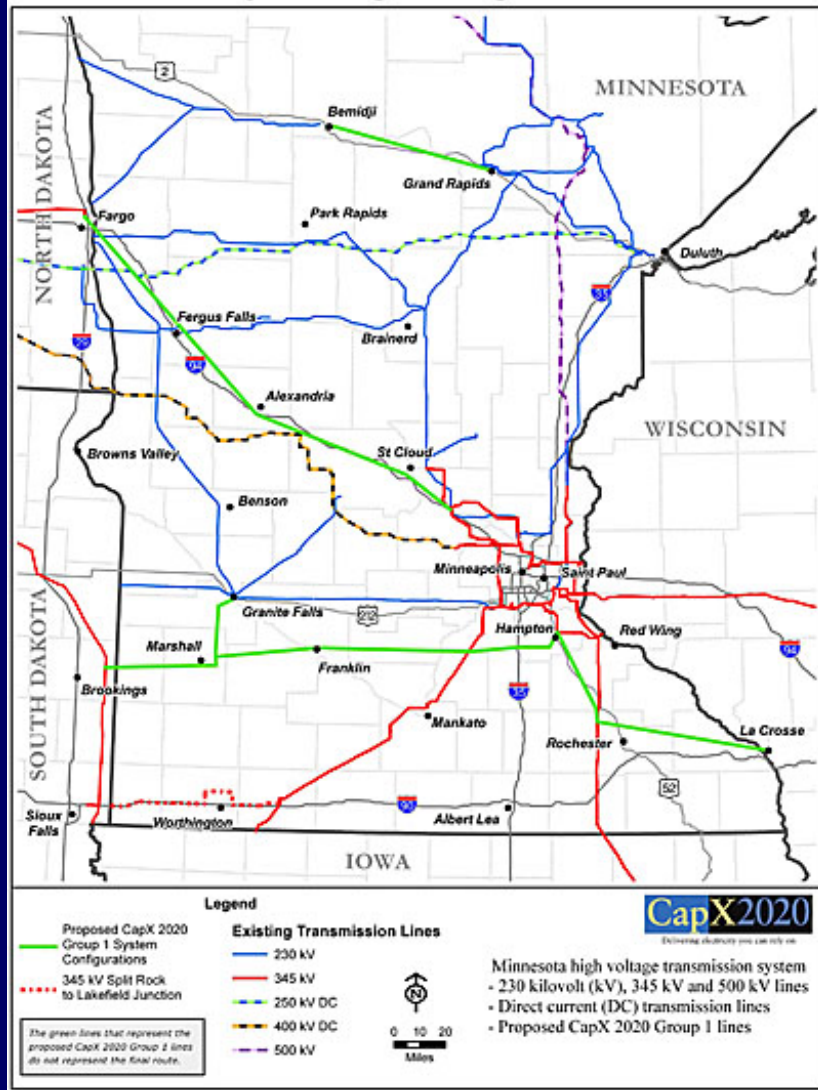 2
MINNESOTA
Bemidji
Grand Rapids
NORTH DAKOTA
Fargo
Park Rapids
Duluth
35
29
Fergus Falls
94
Brainerd
Alexandria
WISCONSIN
Browns Valley
St Cloud
Benson
Minneapolis
Saint Paul
Granite Falls
212
SOUTH DAKOTA
Marshall
Hampton
Red Wing
Franklin
94
Brookings
35
Mankato
Rochester
La Crosse
52
Sioux
Falls
Worthington
90
Albert Lea
IOWA
Legend
Proposed CapX 2020
Group 1 System
Configurations
345 kV Split Rock
to Lakefield Junction
The green lines that represent the
proposed CapX 2020 Group 1 lines
do not represent the final route.
Existing Transmission Lines
230 kV
345 kV
250 kV DC
400 kV DC
500 kV
N
0 10 20
Miles
CapX2020
Delivering electricity you can rely on
Minnesota high voltage transmission system
- 230 kilovolt (kV), 345 kV and 500 kV lines
- Direct current (DC) transmission lines
- Proposed CapX 2020 Group 1 lines